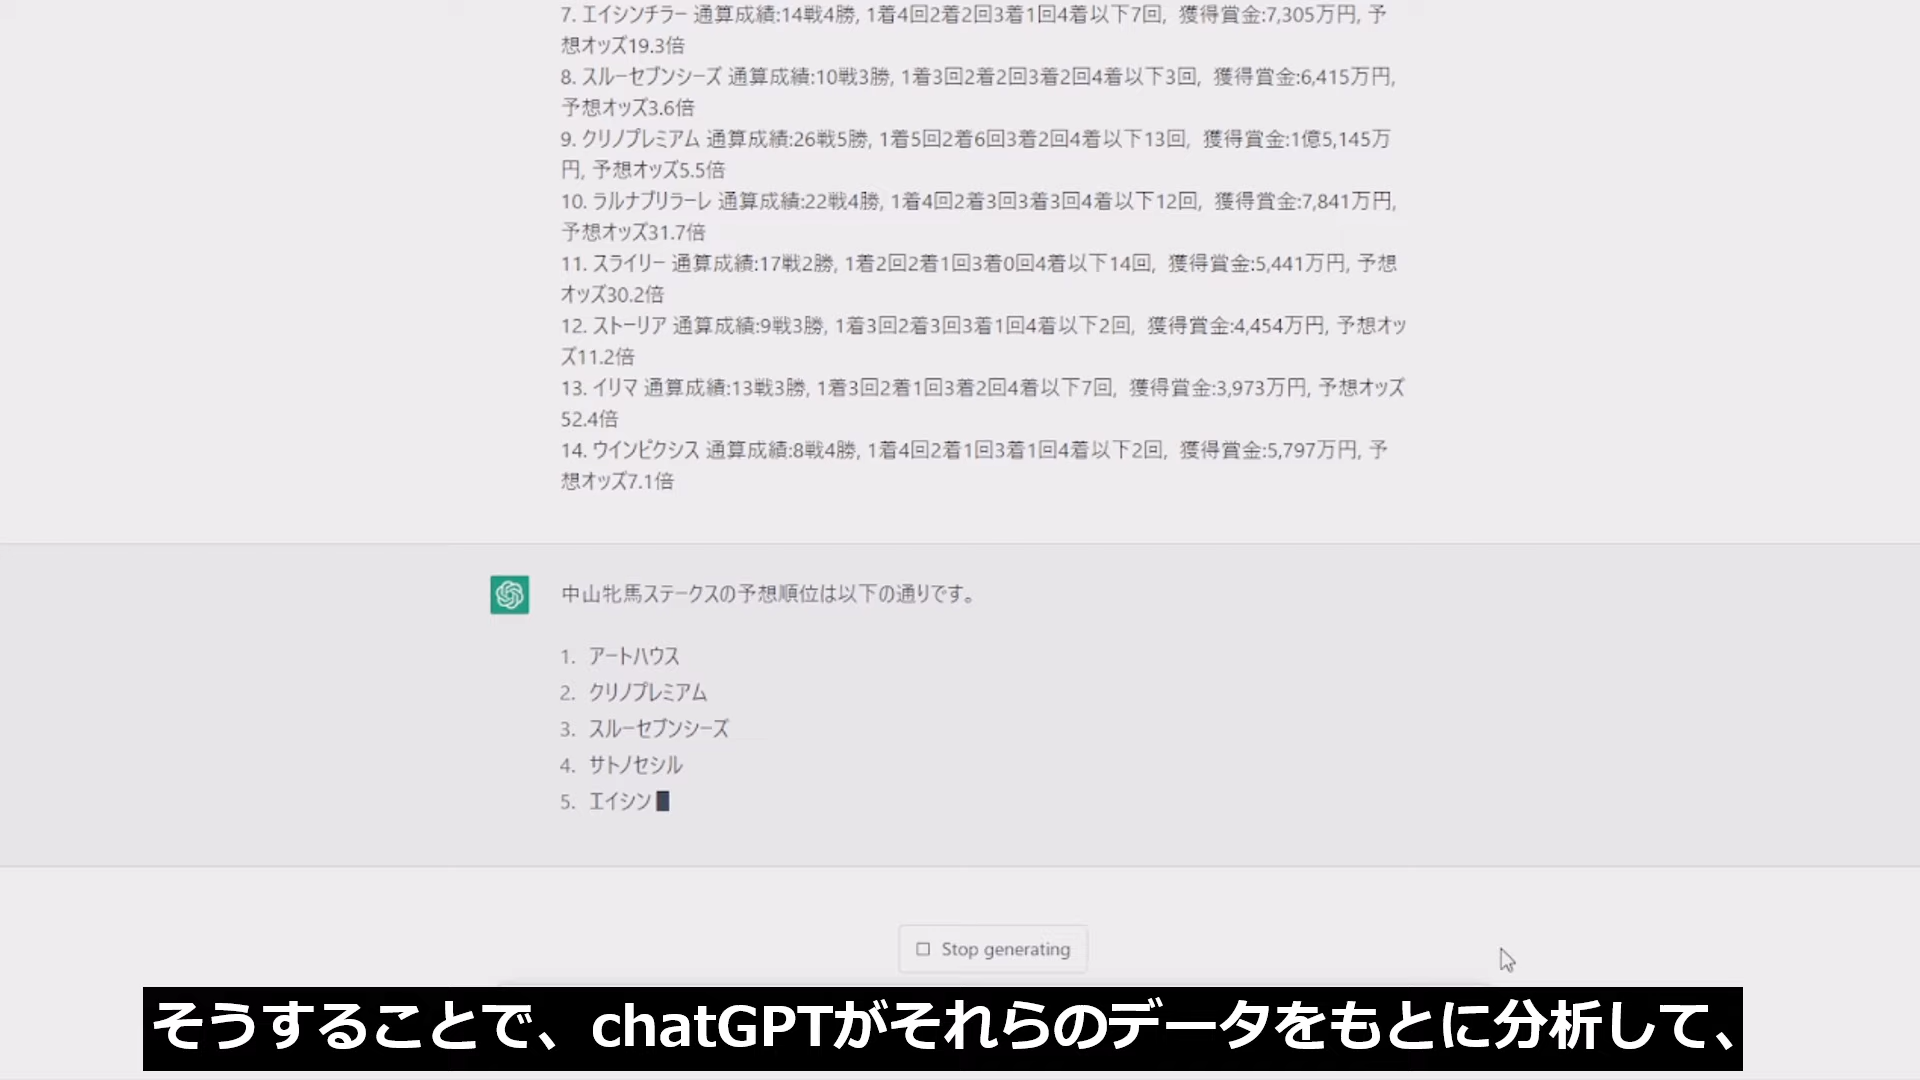 7. エイシンチラー 通算成績:14戦4勝, 1着4回2着2回3着1回4着以下7回, 獲得賞金:7,305万円, 予
想オッズ19.3倍
8. スルーセブンシーズ 通算成績:10戦3勝, 1着3回2着2回3着2回4着以下3回, 獲得賞金:6,415万円,
予想オッズ3.6倍
9. クリノプレミアム 通算成績:26戦5勝, 1着5回2着6回3着2回4着以下13回, 獲得賞金:1億5,145万
円, 予想オッズ5.5倍
10. ラルナブリラーレ 通算成績:22戦4勝, 1着4回2着3回3着3回4着以下12回, 獲得賞金:7,841万円,
予想オッズ31.7倍
11. スライリー 通算成績:17戦2勝, 1着2回2着1回3着0回4着以下14回, 獲得賞金:5,441万円, 予想
オッズ30.2倍
12. ストーリア 通算成績:9戦3勝, 1着3回2着3回3着1回4着以下2回, 獲得賞金:4,454万円, 予想オッ
ズ11.2倍
13. イリマ 通算成績:13戦3勝, 1着3回2着1回3着2回4着以下7回, 獲得賞金:3,973万円, 予想オッズ
52.4倍
14. ウインピクシス 通算成績:8戦4勝, 1着4回2着1回3着1回4着以下2回, 獲得賞金:5,797万円, 予
想オッズ7.1倍
中山牝馬ステークスの予想順位は以下の通りです。
1. アートハウス
2. クリノプレミアム
3. スルーセブンシーズ
4. サトノセシル
5. エイシン
Stop generating
そうすることで、chatGPTがそれらのデータをもとに分析して、